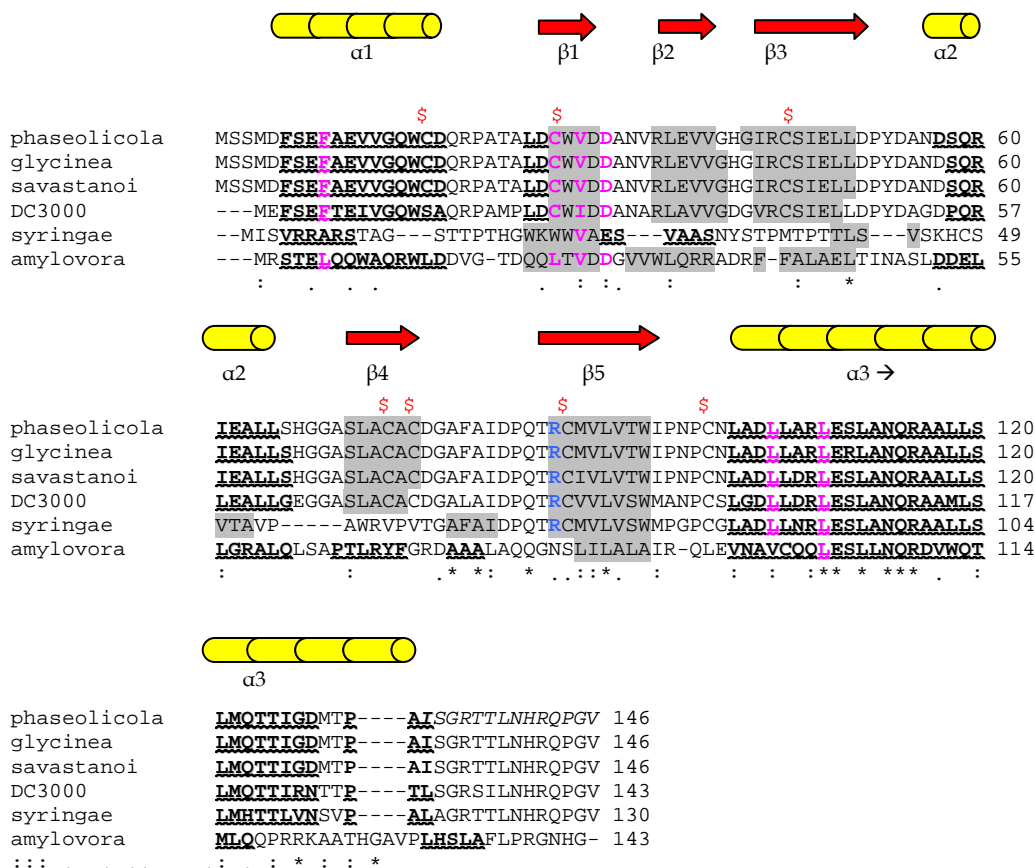 α1 β1 β2 β3 α2
$ $ $
phaseolicola MSSMDFSEFAEVVGQWCDQRPATALDCWVDDANVRLEVVGHGIRCSIELLDPYDANDSQR 60
glycinea MSSMDFSEFAEVVGQWCDQRPATALDCWVDDANVRLEVVGHGIRCSIELLDPYDANDSQR 60
savastanoi MSSMDFSEFAEVVGQWCDQRPATALDCWVDDANVRLEVVGHGIRCSIELLDPYDANDSQR 60
DC3000 ---MEFSEFTEIVGQWSAQRPAMPLDCWIDDANARLAVVGDGVRCSIELLDPYDAGDPQR 57
syringae --MISVRRARSTAG---STTPTHGWKWWVAES---VAASNYSTPMTPTTLS---VSKHCS 49
amylovora ---MRSTELQQWAQRWLDDVG-TDQQLTVDDGVVWLQRRADRF-FALAELTINASLDDEL 55
: . . . . : : . : : * .
α2 β4 β5 α3 →
$ $ $ $
phaseolicola IEALLSHGGASLACACDGAFAIDPQTRCMVLVTWIPNPCNLADLLARLESLANQRAALLS 120
glycinea IEALLSHGGASLACACDGAFAIDPQTRCMVLVTWIPNPCNLADLLARLERLANQRAALLS 120
savastanoi IEALLSHGGASLACACDGAFAIDPQTRCIVLVTWIPNPCNLADLLARLESLANQRAALLS 120
DC3000 LEALLGEGGASLACACDGALAIDPQTRCVVLVSWMANPCSLGDLLDRLESLANQRAAMLS 117
syringae VTAVP-----AWRVPVTGAFAIDPQTRCMVLVSWMPGPCGLADLLNRLESLANQRAALLS 104
amylovora LGRALQLSAPTLRYFGRDAAALAQQGNSLILALAIR-QLEVNAVCQQLESLLNQRDVWQT 114
: : .* * * ..::*. : : : :** * *** . :
α3
phaseolicola LMQTTIGDMTP----AISGRTTLNHRQPGV 146
glycinea LMQTTIGDMTP----AISGRTTLNHRQPGV 146
savastanoi LMQTTIGDMTP----AISGRTTLNHRQPGV 146
DC3000 LMQTTIRNTTP----TLSGRSILNHRQPGV 143
syringae LMHTTLVNSVP----ALAGRTTLNHRQPGV 130
amylovora MLQQPRRKAATHGAVPLHSLAFLPRGNHG- 143